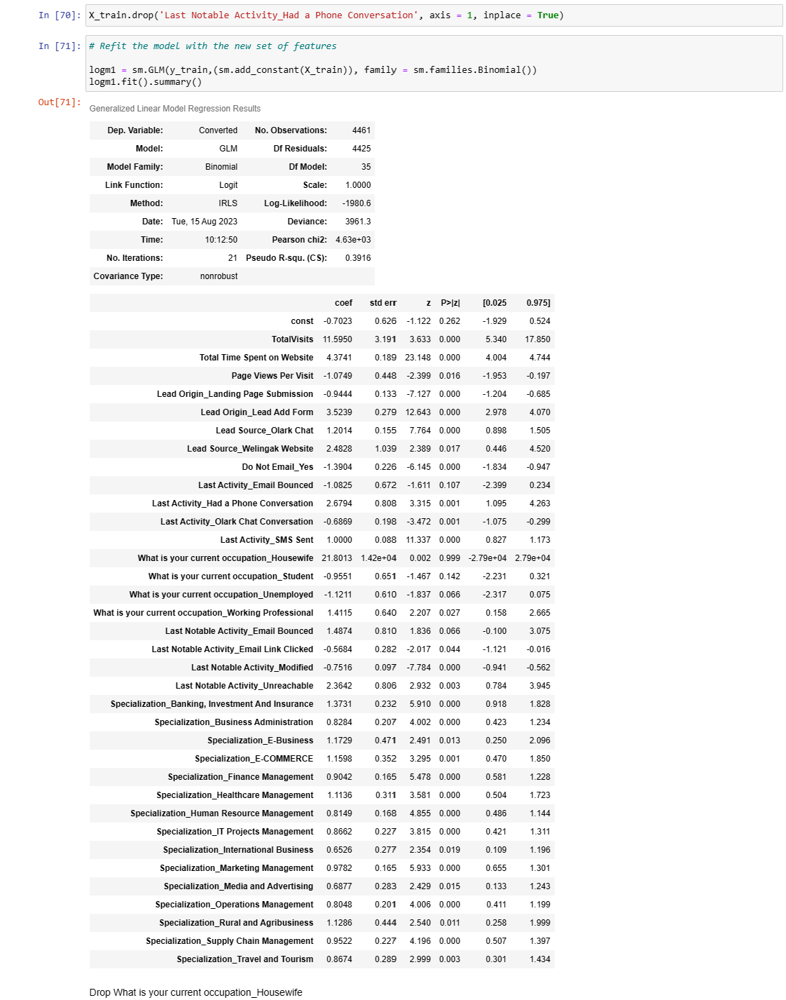 In [70]: X_train.drop('Last Notable Activity_Had a Phone Conversation', axis = 1, inplace = True)
In [71]: # Refit the model with the new set of features
logm1 = sm.GLM(y_train,(sm.add_constant(X_train)), family = sm.families.Binomial())
logm1.fit().summary()
Out[71]:
Generalized Linear Model Regression Results
Dep. Variable: Converted No. Observations: 4461
Model: GLM Df Residuals: 4425
Model Family: Binomial Df Model: 35
Link Function: Logit Scale: 1.0000
Method: IRLS Log-Likelihood: -1980.6
Date: Tue, 15 Aug 2023 Deviance: 3961.3
Time: 10:12:50 Pearson chi2: 4.63e+03
No. Iterations: 21 Pseudo R-squ. (CS): 0.3916
Covariance Type: nonrobust
coef std err z P>|z| [0.025 0.975]
const -0.7023 0.626 -1.122 0.262 -1.929 0.524
TotalVisits 11.5950 3.191 3.633 0.000 5.340 17.850
Total Time Spent on Website 4.3741 0.189 23.148 0.000 4.004 4.744
Page Views Per Visit -1.0749 0.448 -2.399 0.016 -1.953 -0.197
Lead Origin_Landing Page Submission -0.9444 0.133 -7.127 0.000 -1.204 -0.685
Lead Origin_Lead Add Form 3.5239 0.279 12.643 0.000 2.978 4.070
Lead Source_Olark Chat 1.2014 0.155 7.764 0.000 0.898 1.505
Lead Source_Welingak Website 2.4828 1.039 2.389 0.017 0.446 4.520
Do Not Email_Yes -1.3904 0.226 -6.145 0.000 -1.834 -0.947
Last Activity_Email Bounced -1.0825 0.672 -1.611 0.107 -2.399 0.234
Last Activity_Had a Phone Conversation 2.6794 0.808 3.315 0.001 1.095 4.263
Last Activity_Olark Chat Conversation -0.6869 0.198 -3.472 0.001 -1.075 -0.299
Last Activity_SMS Sent 1.0000 0.088 11.337 0.000 0.827 1.173
What is your current occupation_Housewife 21.8013 1.42e+04 0.002 0.999 -2.79e+04 2.79e+04
What is your current occupation_Student -0.9551 0.651 -1.467 0.142 -2.231 0.321
What is your current occupation_Unemployed -1.1211 0.610 -1.837 0.066 -2.317 0.075
What is your current occupation_Working Professional 1.4115 0.640 2.207 0.027 0.158 2.665
Last Notable Activity_Email Bounced 1.4874 0.810 1.836 0.066 -0.100 3.075
Last Notable Activity_Email Link Clicked -0.5684 0.282 -2.017 0.044 -1.121 -0.016
Last Notable Activity_Modified -0.7516 0.097 -7.784 0.000 -0.941 -0.562
Last Notable Activity_Unreachable 2.3642 0.806 2.932 0.003 0.784 3.945
Specialization_Banking, Investment And Insurance 1.3731 0.232 5.910 0.000 0.918 1.828
Specialization_Business Administration 0.8284 0.207 4.002 0.000 0.423 1.234
Specialization_E-Business 1.1729 0.471 2.491 0.013 0.250 2.096
Specialization_E-COMMERCE 1.1598 0.352 3.295 0.001 0.470 1.850
Specialization_Finance Management 0.9042 0.165 5.478 0.000 0.581 1.228
Specialization_Healthcare Management 1.1136 0.311 3.581 0.000 0.504 1.723
Specialization_Human Resource Management 0.8149 0.168 4.855 0.000 0.486 1.144
Specialization_IT Projects Management 0.8662 0.227 3.815 0.000 0.421 1.311
Specialization_International Business 0.6526 0.277 2.354 0.019 0.109 1.196
Specialization_Marketing Management 0.9782 0.165 5.933 0.000 0.655 1.301
Specialization_Media and Advertising 0.6877 0.283 2.429 0.015 0.133 1.243
Specialization_Operations Management 0.8048 0.201 4.006 0.000 0.411 1.199
Specialization_Rural and Agribusiness 1.1286 0.444 2.540 0.011 0.258 1.999
Specialization_Supply Chain Management 0.9522 0.227 4.196 0.000 0.507 1.397
Specialization_Travel and Tourism 0.8674 0.289 2.999 0.003 0.301 1.434
Drop What is your current occupation_Housewife